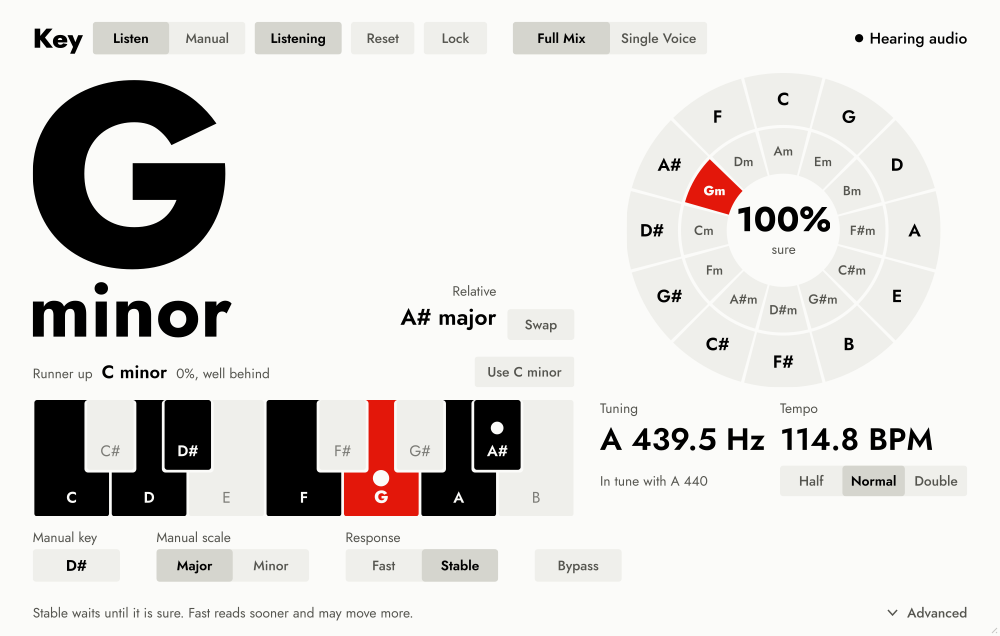 Key Listen Manual Listening Reset Lock Full Mix Single Voice Hearing audio
G
minor
Relative
A# major Swap
Runner up C minor 0%, well behind Use C minor
C# D# F# G# A#
C D E F G A B
C
G
D
A
E
B
F#
C#
G#
D#
A#
F
Am
Em
Bm
F#m
C#m
G#m
D#m
A#m
Fm
Cm
Gm
Dm
100%
sure
Tuning Tempo
A 439.5 Hz 114.8 BPM
In tune with A 440 Half Normal Double
Manual key Manual scale Response
D# Major Minor Fast Stable Bypass
Stable waits until it is sure. Fast reads sooner and may move more. Advanced